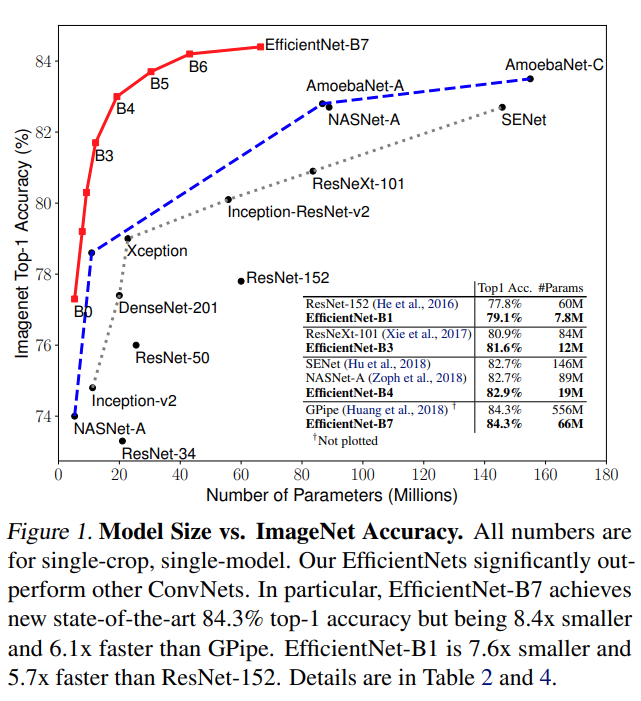 84
82
80
78
76
74
Imagenet Top-1 Accuracy (%)
EfficientNet-B7
B6
B5
B4
B3
B0
AmoebaNet-A
AmoebaNet-C
NASNet-A
SENet
ResNeXt-101
Inception-ResNet-v2
Xception
ResNet-152
DenseNet-201
ResNet-50
Inception-v2
NASNet-A
ResNet-34
Top1 Acc. #Params
ResNet-152 (He et al., 2016) 77.8% 60M
EfficientNet-B1 79.1% 7.8M
ResNeXt-101 (Xie et al., 2017) 80.9% 84M
EfficientNet-B3 81.6% 12M
SENet (Hu et al., 2018) 82.7% 146M
NASNet-A (Zoph et al., 2018) 82.7% 89M
EfficientNet-B4 82.9% 19M
GPipe (Huang et al., 2018) † 84.3% 556M
EfficientNet-B7 84.3% 66M
†Not plotted
0 20 40 60 80 100 120 140 160 180
Number of Parameters (Millions)
Figure 1. Model Size vs. ImageNet Accuracy. All numbers are
for single-crop, single-model. Our EfficientNets significantly out-
perform other ConvNets. In particular, EfficientNet-B7 achieves
new state-of-the-art 84.3% top-1 accuracy but being 8.4x smaller
and 6.1x faster than GPipe. EfficientNet-B1 is 7.6x smaller and
5.7x faster than ResNet-152. Details are in Table 2 and 4.